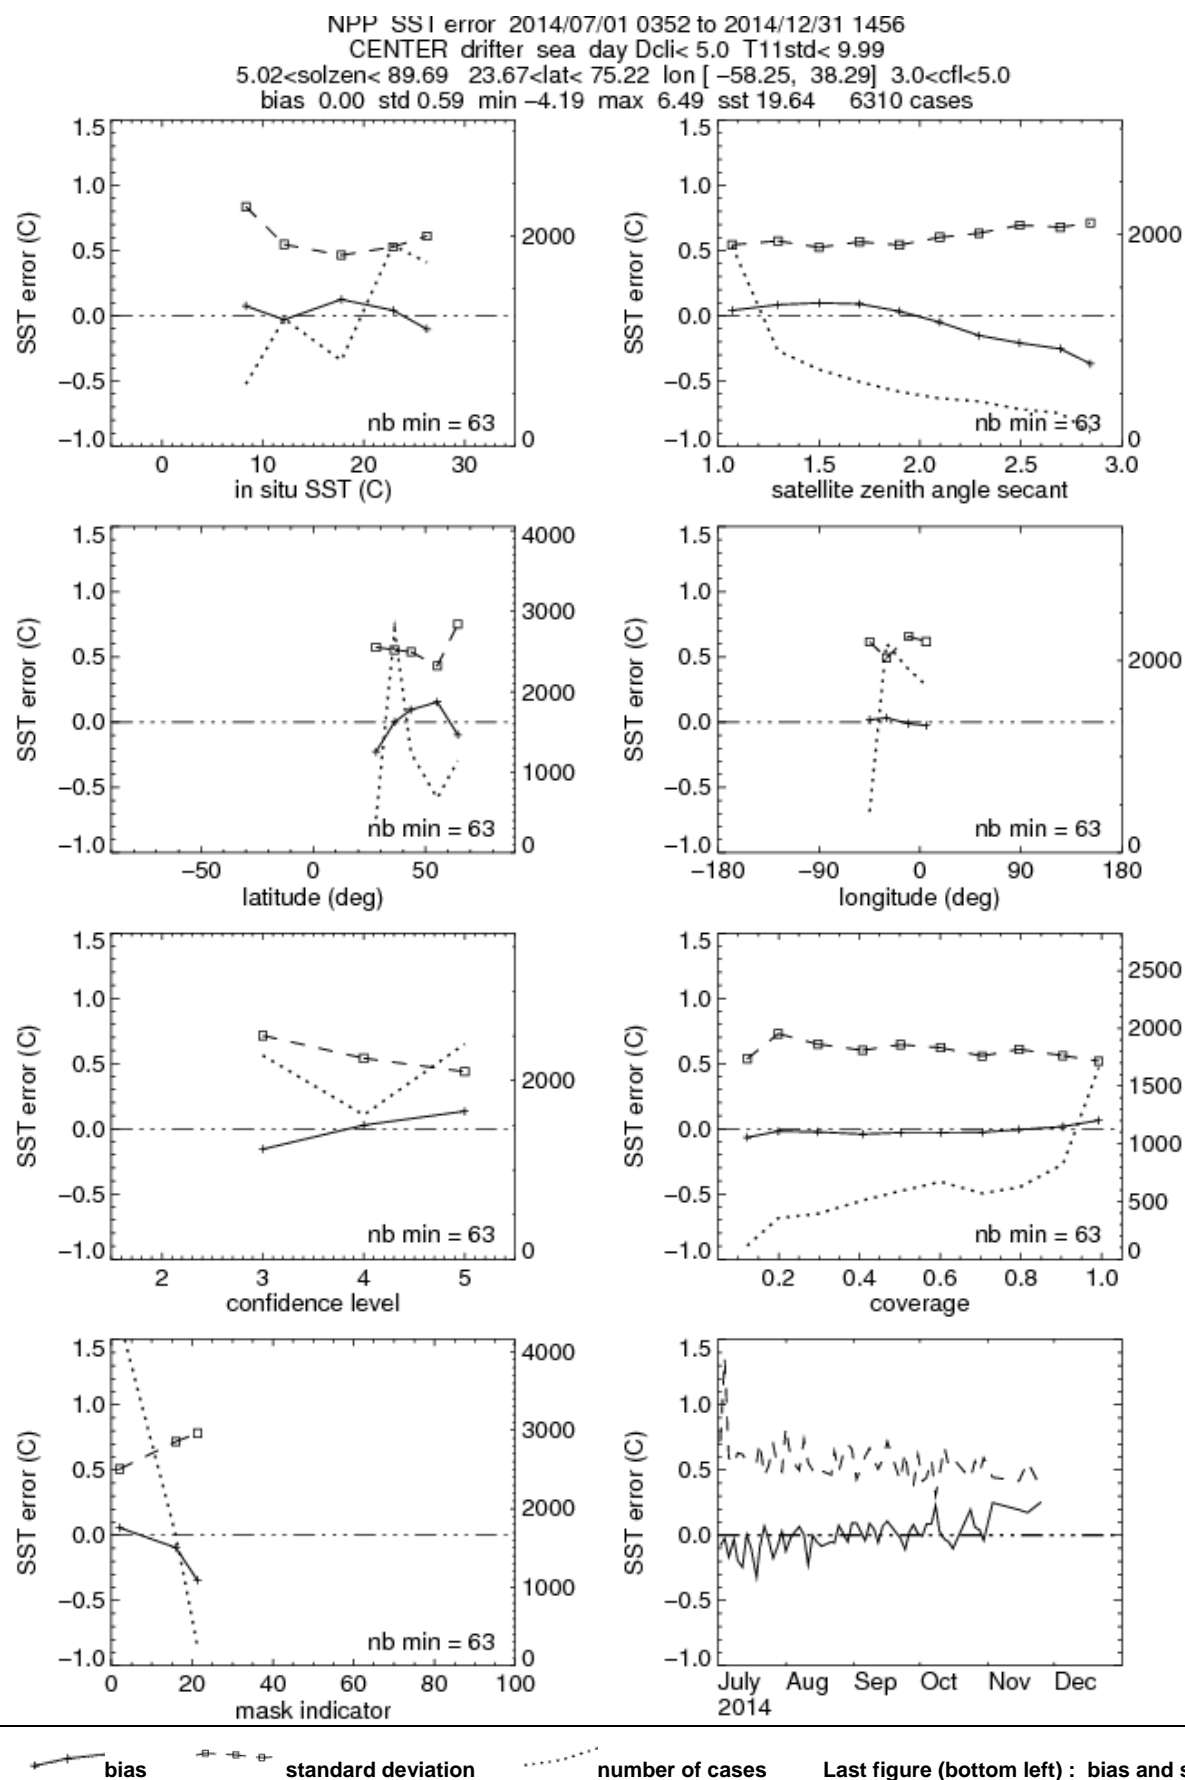 NPP SST error 2014/07/01 0352 to 2014/12/31 1456
CENTER drifter sea day Dcli< 5.0 T11std< 9.99
5.02<solzen< 89.69 23.67<lat< 75.22 lon [ −58.25, 38.29] 3.0<cfl<5.0
bias 0.00 std 0.59 min −4.19 max 6.49 sst 19.64 6310 cases
1.5
1.0
0.5
0.0
−0.5
−1.0
SST error (C)
2000
0
nb min = 63
0 10 20 30
in situ SST (C)
1.5
1.0
0.5
0.0
−0.5
−1.0
SST error (C)
2000
0
nb min = 63
1.0 1.5 2.0 2.5 3.0
satellite zenith angle secant
1.5
1.0
0.5
0.0
−0.5
−1.0
SST error (C)
4000
3000
2000
1000
0
nb min = 63
−50 0 50
latitude (deg)
1.5
1.0
0.5
0.0
−0.5
−1.0
SST error (C)
2000
0
nb min = 63
−180 −90 0 90 180
longitude (deg)
1.5
1.0
0.5
0.0
−0.5
−1.0
SST error (C)
2000
0
nb min = 63
2 3 4 5
confidence level
1.5
1.0
0.5
0.0
−0.5
−1.0
SST error (C)
2500
2000
1500
1000
500
0
nb min = 63
0.2 0.4 0.6 0.8 1.0
coverage
1.5
1.0
0.5
0.0
−0.5
−1.0
SST error (C)
4000
3000
2000
1000
0
nb min = 63
0 20 40 60 80 100
mask indicator
1.5
1.0
0.5
0.0
−0.5
−1.0
SST error (C)
July Aug Sep Oct Nov Dec
2014
bias standard deviation number of cases Last figure (bottom left) : bias and s